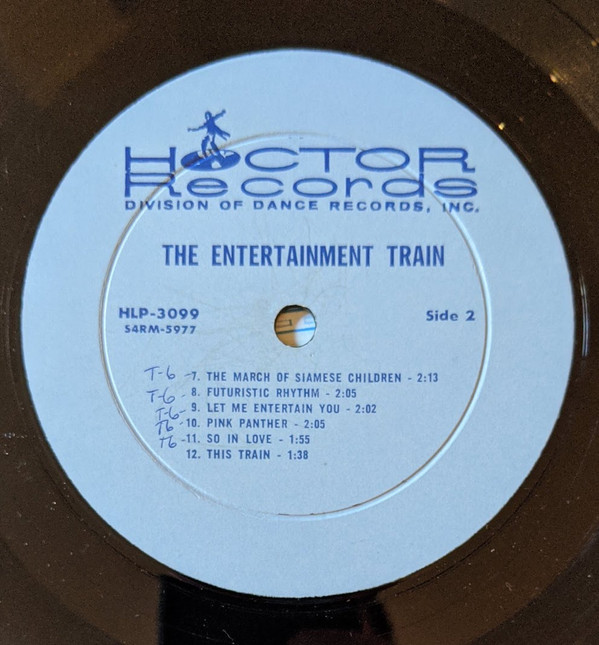 HOCTOR
Records
DIVISION OF DANCE RECORDS, INC.
THE ENTERTAINMENT TRAIN
HLP-3099
S4RM-5977
Side 2
T-6 -7. THE MARCH OF SIAMESE CHILDREN - 2:13
T-6 - 8. FUTURISTIC RHYTHM - 2:05
T-6- 9. LET ME ENTERTAIN YOU - 2:02
T6 -10. PINK PANTHER - 2:05
T6 -11. SO IN LOVE - 1:55
12. THIS TRAIN - 1:38